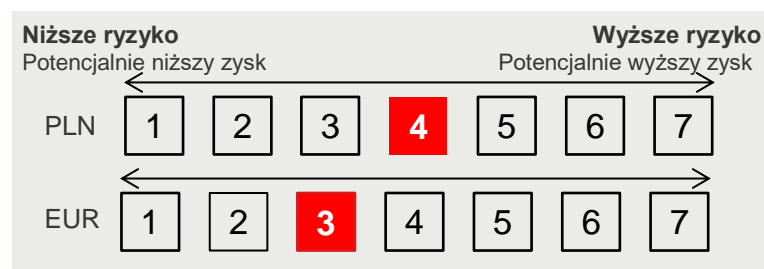 Niższe ryzyko Wyższe ryzyko
Potencjalnie niższy zysk Potencjalnie wyższy zysk
PLN 1 2 3 4 5 6 7
EUR 1 2 3 4 5 6 7